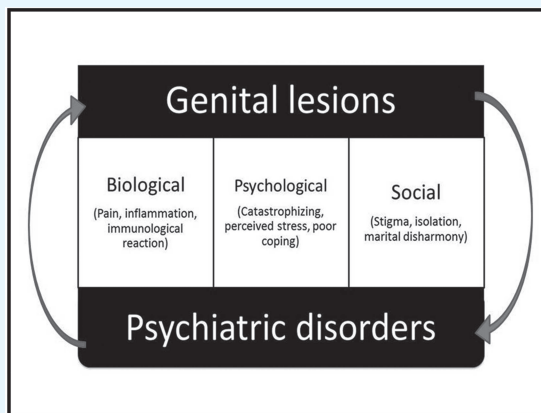 Genital lesions
Biological
(Pain, inflammation,
immunological
reaction)
Psychological
(Catastrophizing,
perceived stress, poor
coping)
Social
(Stigma, isolation,
marital disharmony)
Psychiatric disorders